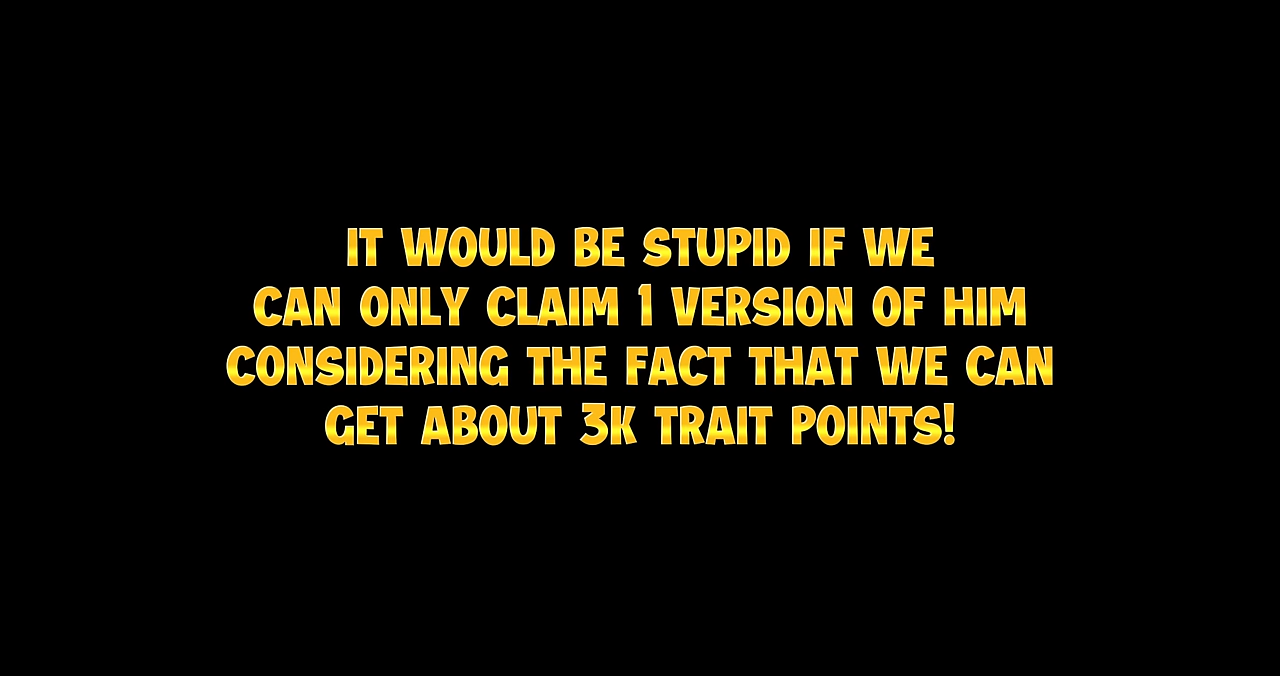 IT WOULD BE STUPID IF WE
CAN ONLY CLAIM 1 VERSION OF HIM
CONSIDERING THE FACT THAT WE CAN
GET ABOUT 3K TRAIT POINTS!